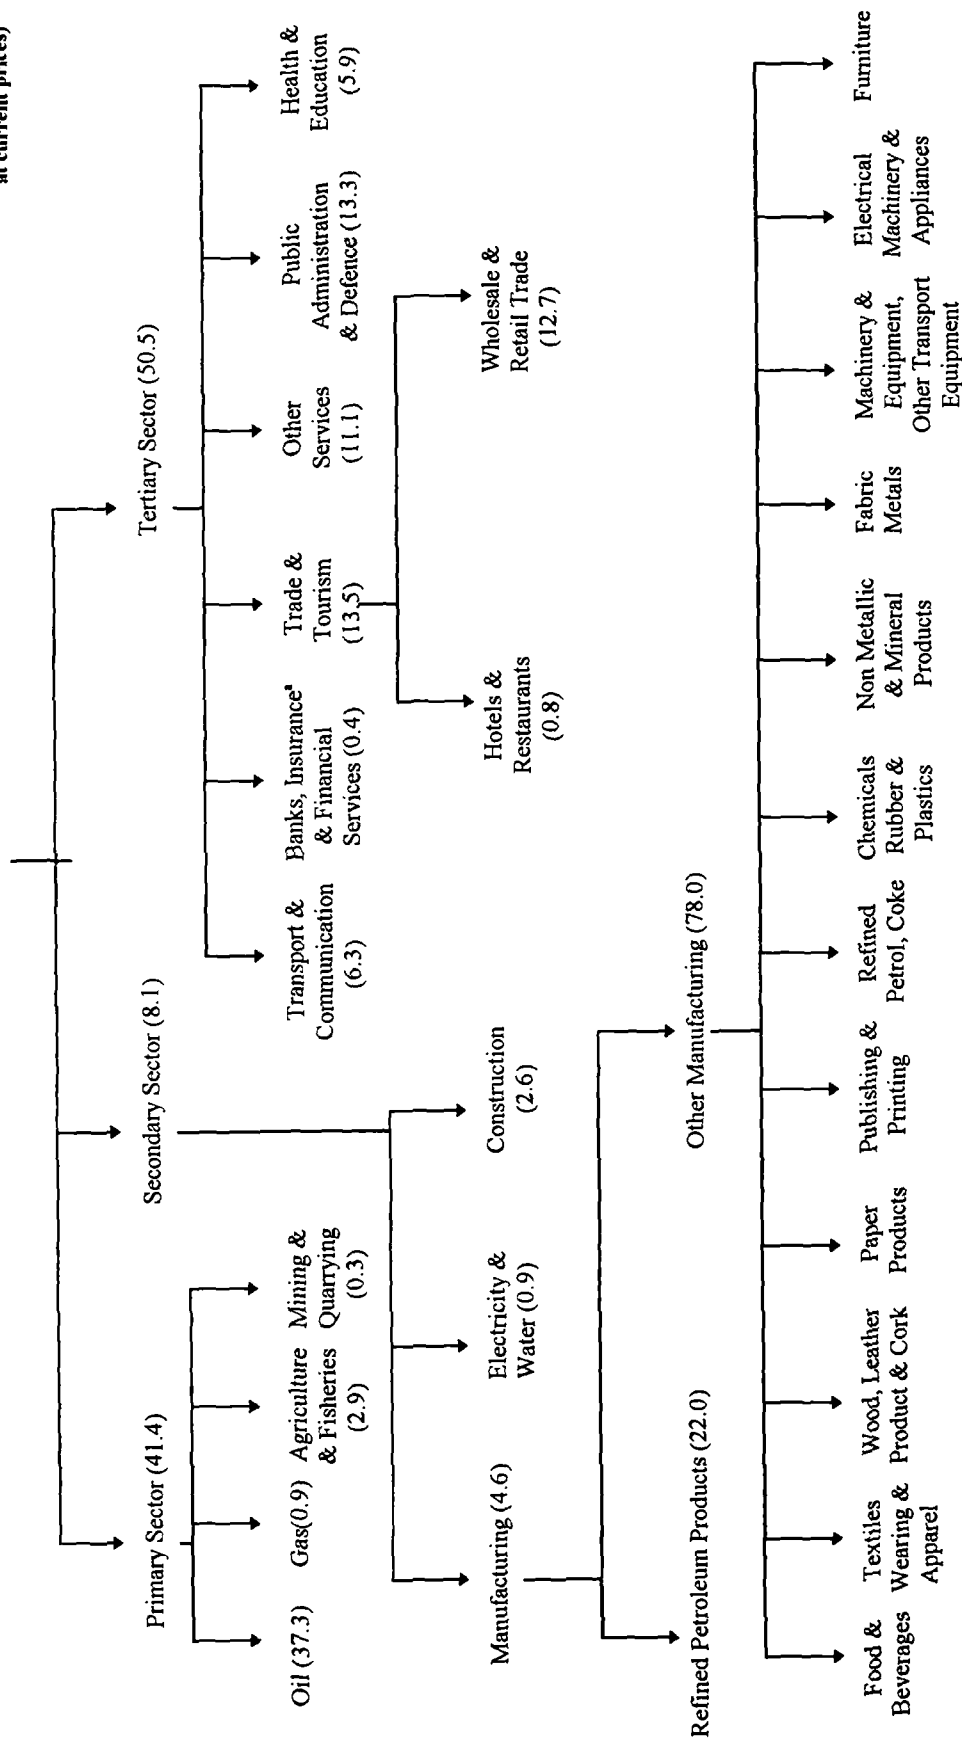 at current prices)
Primary Sector (41.4)
Secondary Sector (8.1)
Tertiary Sector (50.5)
Oil (37.3)
Gas(0.9)
Agriculture
& Fisheries
(2.9)
Mining &
Quarrying
(0.3)
Transport &
Communication
(6.3)
Banks, Insuranceᵃ
& Financial
Services (0.4)
Trade &
Tourism
(13.5)
Other
Services
(11.1)
Public
Administration
& Defence (13.3)
Health &
Education
(5.9)
Manufacturing (4.6)
Electricity &
Water (0.9)
Construction
(2.6)
Hotels &
Restaurants
(0.8)
Wholesale &
Retail Trade
(12.7)
Refined Petroleum Products (22.0)
Other Manufacturing (78.0)
Food &
Beverages
Textiles
Wearing &
Apparel
Wood, Leather
Product & Cork
Paper
Products
Publishing &
Printing
Refined
Petrol, Coke
Chemicals
Rubber &
Plastics
Non Metallic
& Mineral
Products
Fabric
Metals
Machinery &
Equipment,
Other Transport
Equipment
Electrical
Machinery &
Appliances
Furniture